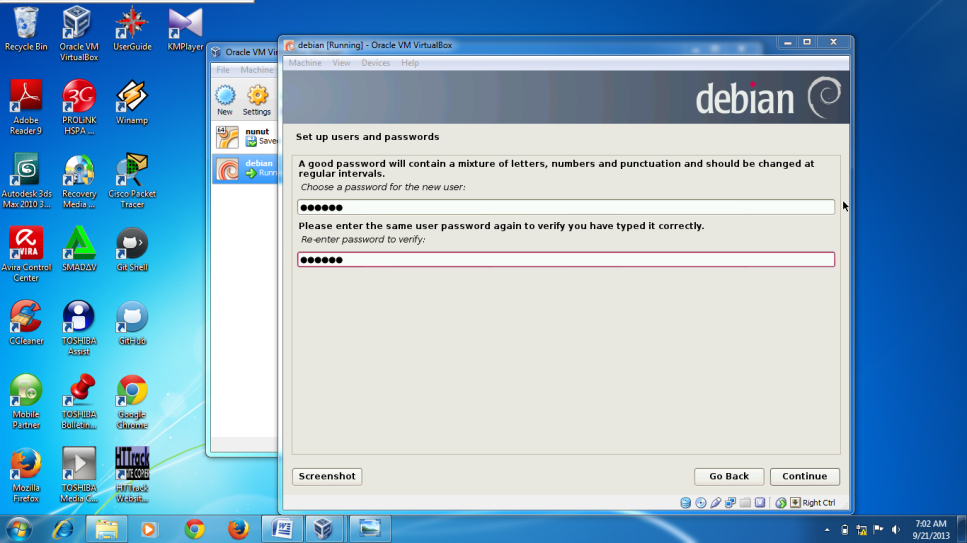 Recycle Bin
Oracle VM
VirtualBox
UserGuide
KMPlayer
Adobe
Reader 9
PROLiNK
HSPA ...
Winamp
Autodesk 3ds
Max 2010 3...
Recovery
Media ...
Cisco Packet
Tracer
Avira Control
Center
SMADΔV
Git Shell
CCleaner
TOSHIBA
Assist
GitHub
Mobile
Partner
TOSHIBA
Bulletin...
Google
Chrome
Mozilla
Firefox
TOSHIBA
Media C...
HTTrack
Websit...
Oracle VM Vir
File Machine
New Settings
nunut
Save
debian
Runn
debian [Running] - Oracle VM VirtualBox
Machine View Devices Help
debian
Set up users and passwords
A good password will contain a mixture of letters, numbers and punctuation and should be changed at
regular intervals.
Choose a password for the new user:
●●●●●●
Please enter the same user password again to verify you have typed it correctly.
Re-enter password to verify:
●●●●●●
Screenshot
Go Back
Continue
Right Ctrl
7:02 AM
9/21/2013